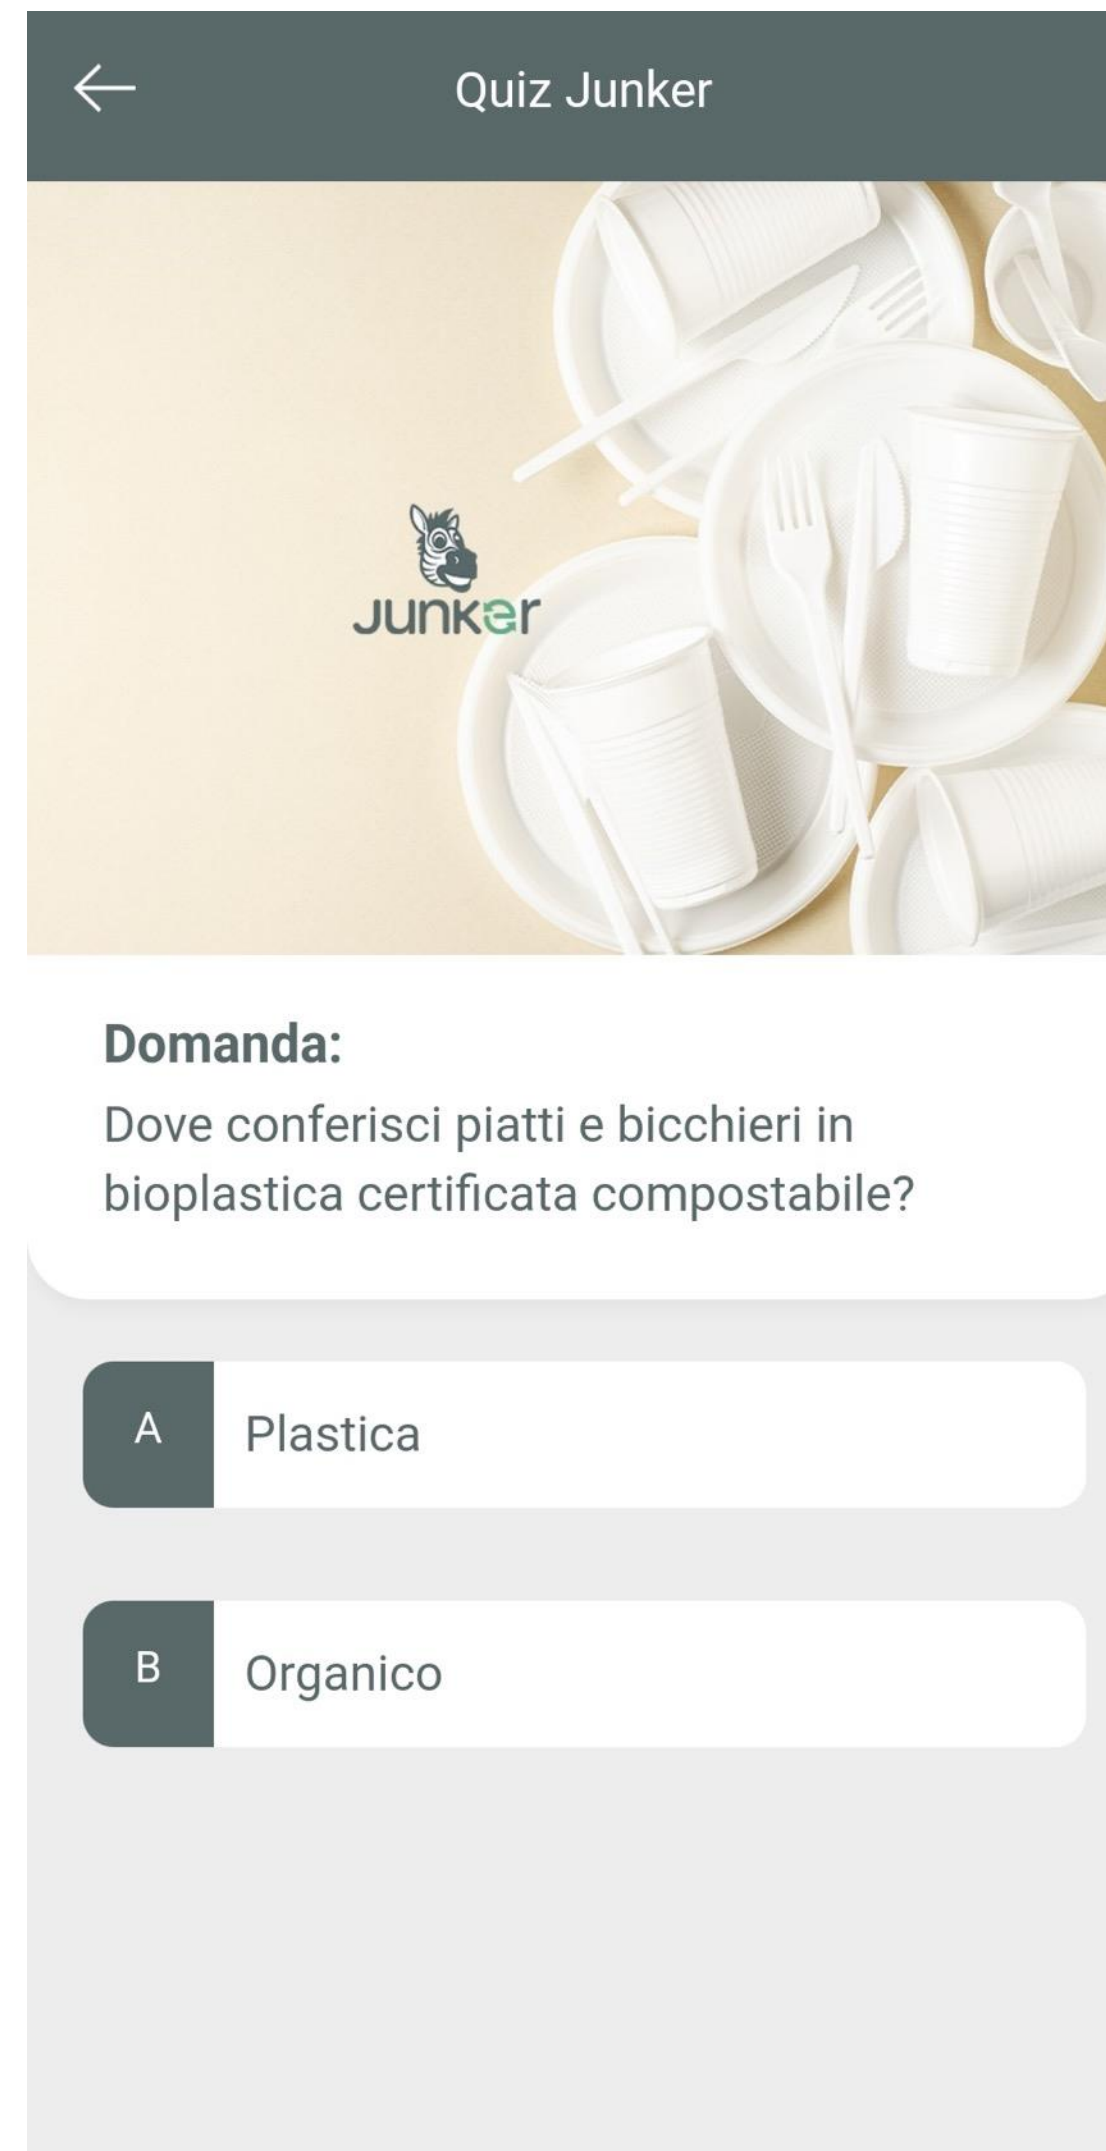 Quiz Junker
Junker
Domanda:
Dove conferisci piatti e bicchieri in
bioplastica certificata compostabile?
A
Plastica
B
Organico